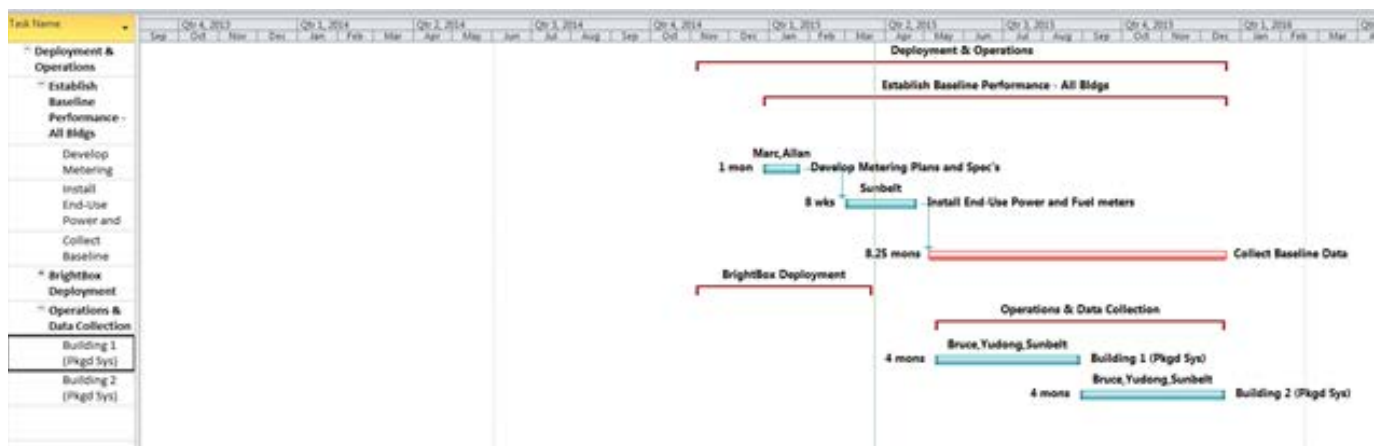 Task Name
Qtr 4, 2013 Qtr 1, 2014 Qtr 2, 2014 Qtr 3, 2014 Qtr 4, 2014 Qtr 1, 2015 Qtr 2, 2015 Qtr 3, 2015 Qtr 4, 2015 Qtr 1, 2016
Sep Oct Nov Dec Jan Feb Mar Apr May Jun Jul Aug Sep Oct Nov Dec Jan Feb Mar Apr May Jun Jul Aug Sep Oct Nov Dec Jan Feb Mar
Deployment &
Operations
Deployment & Operations
Establish
Baseline
Performance -
All Bldgs
Establish Baseline Performance - All Bldgs
Develop
Metering
Marc,Allan
1 mon
Develop Metering Plans and Spec's
Install
End-Use
Power and
Sunbelt
8 wks
Install End-Use Power and Fuel meters
Collect
Baseline
8.25 mons
Collect Baseline Data
BrightBox
Deployment
BrightBox Deployment
Operations &
Data Collection
Operations & Data Collection
Building 1
(Pkgd Sys)
Bruce,Yudong,Sunbelt
4 mons
Building 1 (Pkgd Sys)
Building 2
(Pkgd Sys)
Bruce,Yudong,Sunbelt
4 mons
Building 2 (Pkgd Sys)